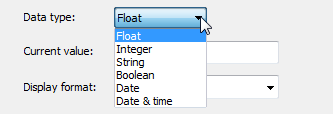 Data type: Float
Float
Current value: Integer
String
Boolean
Display format: Date
Date & time